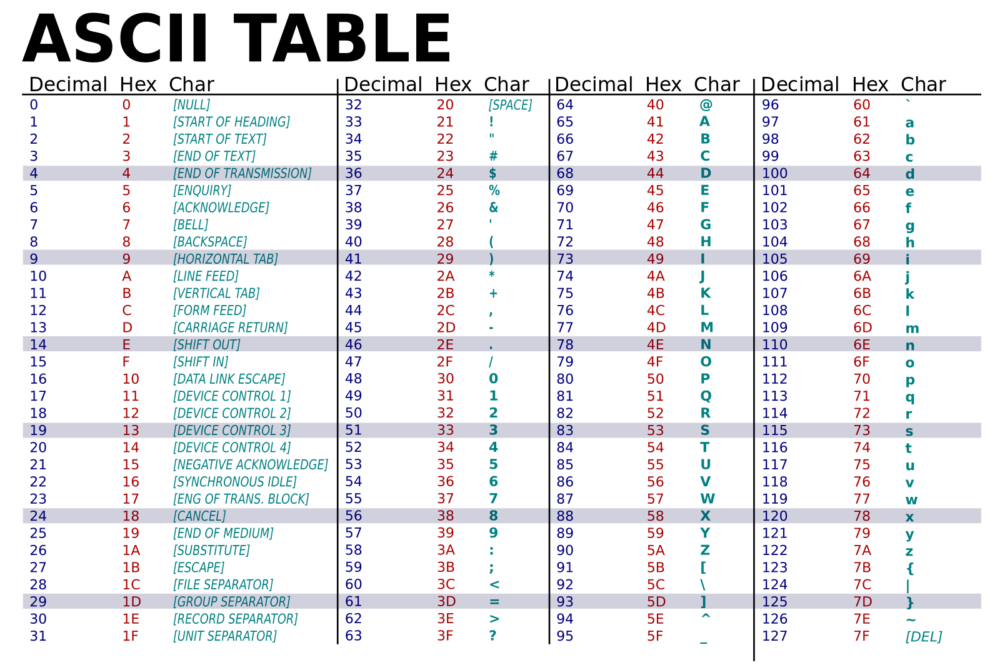 ASCII TABLE
Decimal Hex Char Decimal Hex Char Decimal Hex Char Decimal Hex Char
0 0 [NULL] 32 20 [SPACE] 64 40 @ 96 60 `
1 1 [START OF HEADING] 33 21 ! 65 41 A 97 61 a
2 2 [START OF TEXT] 34 22 " 66 42 B 98 62 b
3 3 [END OF TEXT] 35 23 # 67 43 C 99 63 c
4 4 [END OF TRANSMISSION] 36 24 $ 68 44 D 100 64 d
5 5 [ENQUIRY] 37 25 % 69 45 E 101 65 e
6 6 [ACKNOWLEDGE] 38 26 & 70 46 F 102 66 f
7 7 [BELL] 39 27 ' 71 47 G 103 67 g
8 8 [BACKSPACE] 40 28 ( 72 48 H 104 68 h
9 9 [HORIZONTAL TAB] 41 29 ) 73 49 I 105 69 i
10 A [LINE FEED] 42 2A * 74 4A J 106 6A j
11 B [VERTICAL TAB] 43 2B + 75 4B K 107 6B k
12 C [FORM FEED] 44 2C , 76 4C L 108 6C l
13 D [CARRIAGE RETURN] 45 2D - 77 4D M 109 6D m
14 E [SHIFT OUT] 46 2E . 78 4E N 110 6E n
15 F [SHIFT IN] 47 2F / 79 4F O 111 6F o
16 10 [DATA LINK ESCAPE] 48 30 0 80 50 P 112 70 p
17 11 [DEVICE CONTROL 1] 49 31 1 81 51 Q 113 71 q
18 12 [DEVICE CONTROL 2] 50 32 2 82 52 R 114 72 r
19 13 [DEVICE CONTROL 3] 51 33 3 83 53 S 115 73 s
20 14 [DEVICE CONTROL 4] 52 34 4 84 54 T 116 74 t
21 15 [NEGATIVE ACKNOWLEDGE] 53 35 5 85 55 U 117 75 u
22 16 [SYNCHRONOUS IDLE] 54 36 6 86 56 V 118 76 v
23 17 [ENG OF TRANS. BLOCK] 55 37 7 87 57 W 119 77 w
24 18 [CANCEL] 56 38 8 88 58 X 120 78 x
25 19 [END OF MEDIUM] 57 39 9 89 59 Y 121 79 y
26 1A [SUBSTITUTE] 58 3A : 90 5A Z 122 7A z
27 1B [ESCAPE] 59 3B ; 91 5B [ 123 7B {
28 1C [FILE SEPARATOR] 60 3C < 92 5C \ 124 7C |
29 1D [GROUP SEPARATOR] 61 3D = 93 5D ] 125 7D }
30 1E [RECORD SEPARATOR] 62 3E > 94 5E ^ 126 7E ~
31 1F [UNIT SEPARATOR] 63 3F ? 95 5F _ 127 7F [DEL]